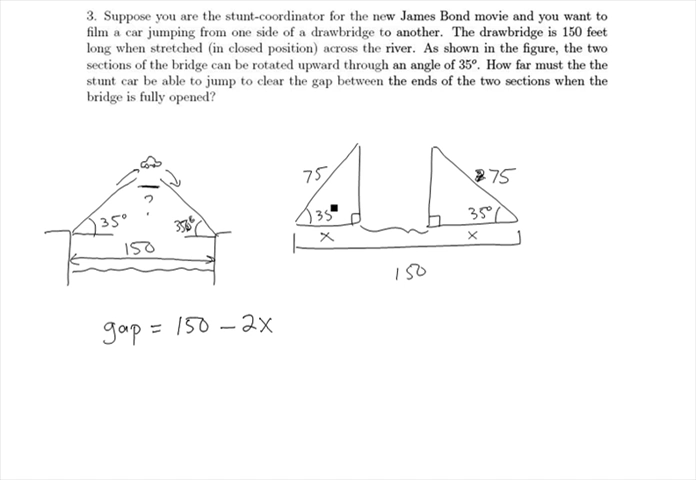 3. Suppose you are the stunt-coordinator for the new James Bond movie and you want to
film a car jumping from one side of a drawbridge to another. The drawbridge is 150 feet
long when stretched (in closed position) across the river. As shown in the figure, the two
sections of the bridge can be rotated upward through an angle of 35°. How far must the the
stunt car be able to jump to clear the gap between the ends of the two sections when the
bridge is fully opened?
?
35°
35°
150
75
75
35
35°
x
x
150
gap = 150 - 2x